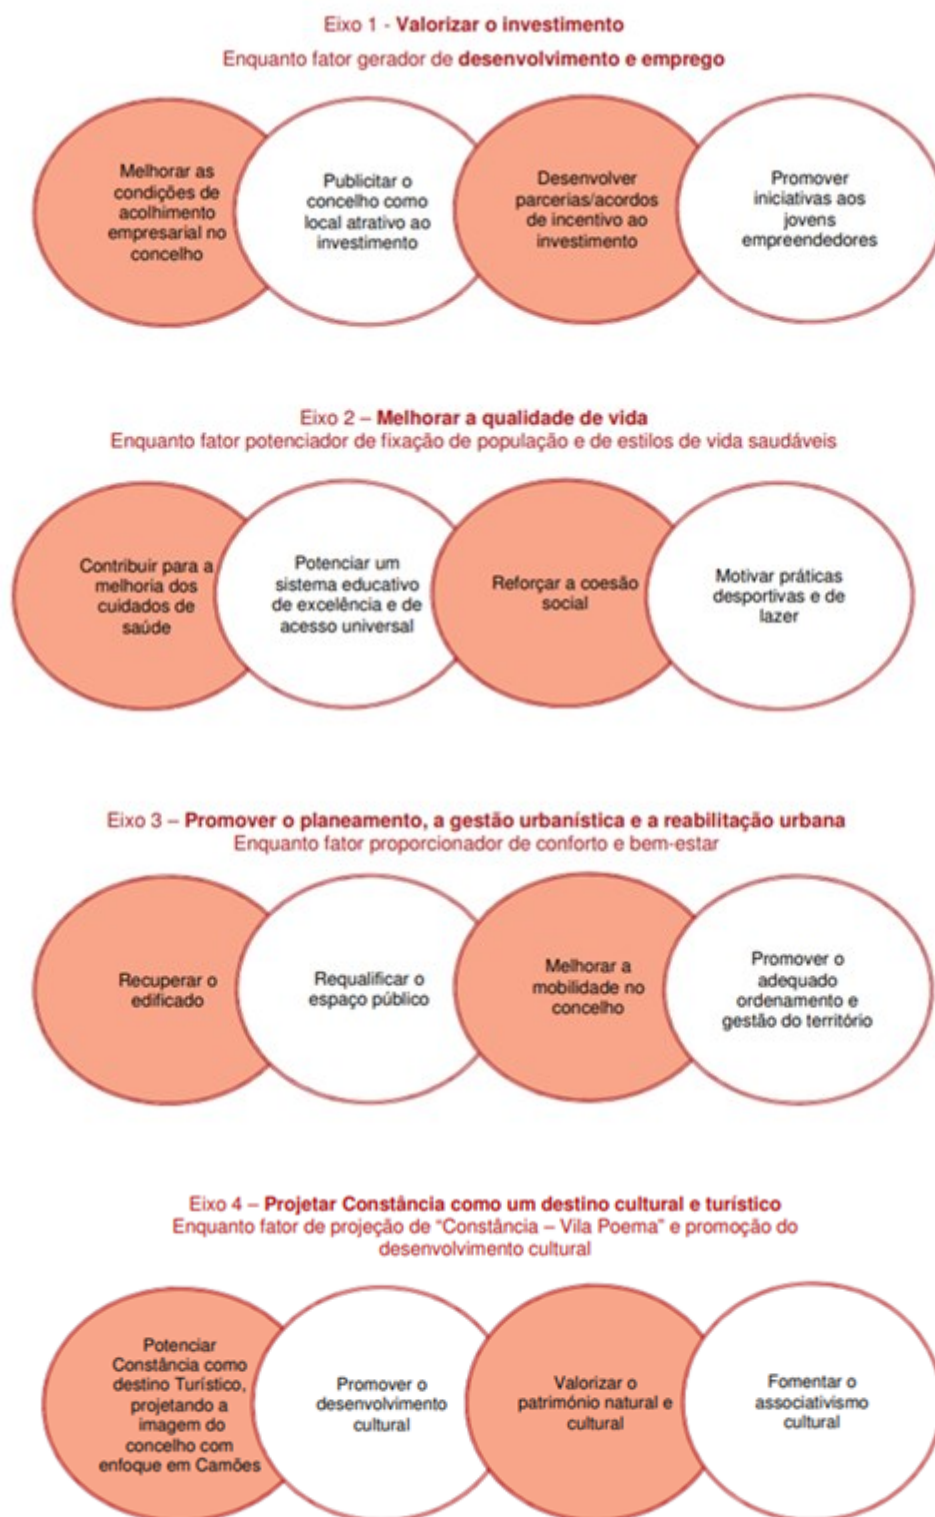 Eixo 1 - Valorizar o investimento
Enquanto fator gerador de desenvolvimento e emprego
Melhorar as
condições de
acolhimento
empresarial no
concelho
Publicitar o
concelho como
local atrativo ao
investimento
Desenvolver
parcerias/acordos
de incentivo ao
investimento
Promover
iniciativas aos
jovens
empreendedores
Eixo 2 – Melhorar a qualidade de vida
Enquanto fator potenciador de fixação de população e de estilos de vida saudáveis
Contribuir para a
melhoria dos
cuidados de
saúde
Potenciar um
sistema educativo
de excelência e de
acesso universal
Reforçar a coesão
social
Motivar práticas
desportivas e de
lazer
Eixo 3 – Promover o planeamento, a gestão urbanística e a reabilitação urbana
Enquanto fator proporcionador de conforto e bem-estar
Recuperar o
edificado
Requalificar o
espaço público
Melhorar a
mobilidade no
concelho
Promover o
adequado
ordenamento e
gestão do território
Eixo 4 – Projetar Constância como um destino cultural e turístico
Enquanto fator de projeção de “Constância – Vila Poema” e promoção do
desenvolvimento cultural
Potenciar
Constância como
destino Turístico,
projetando a
imagem do
concelho com
enfoque em Camões
Promover o
desenvolvimento
cultural
Valorizar o
património natural e
cultural
Fomentar o
associativismo
cultural